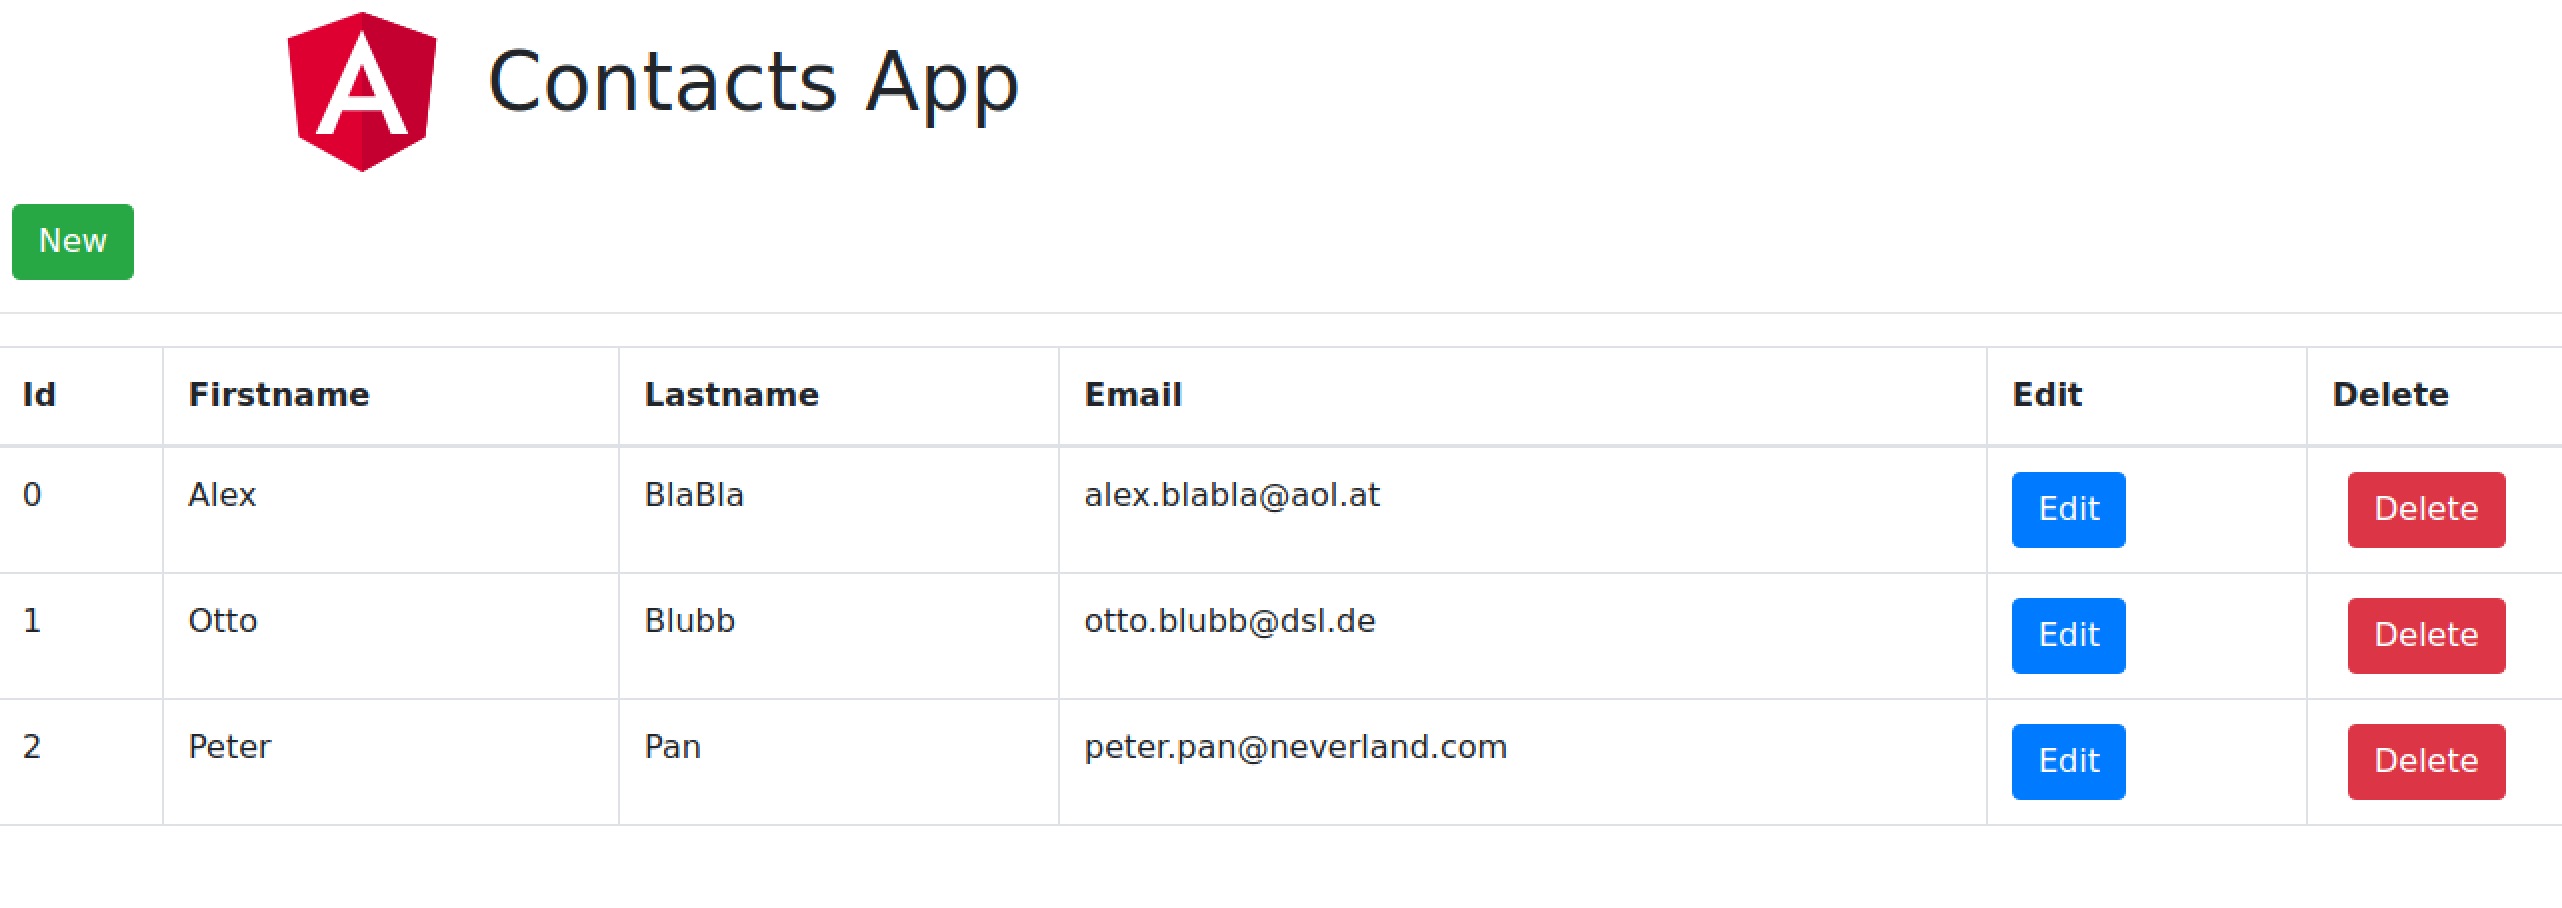 A Contacts App
New
Id Firstname Lastname Email Edit Delete
0 Alex BlaBla alex.blabla@aol.at Edit Delete
1 Otto Blubb otto.blubb@dsl.de Edit Delete
2 Peter Pan peter.pan@neverland.com Edit Delete